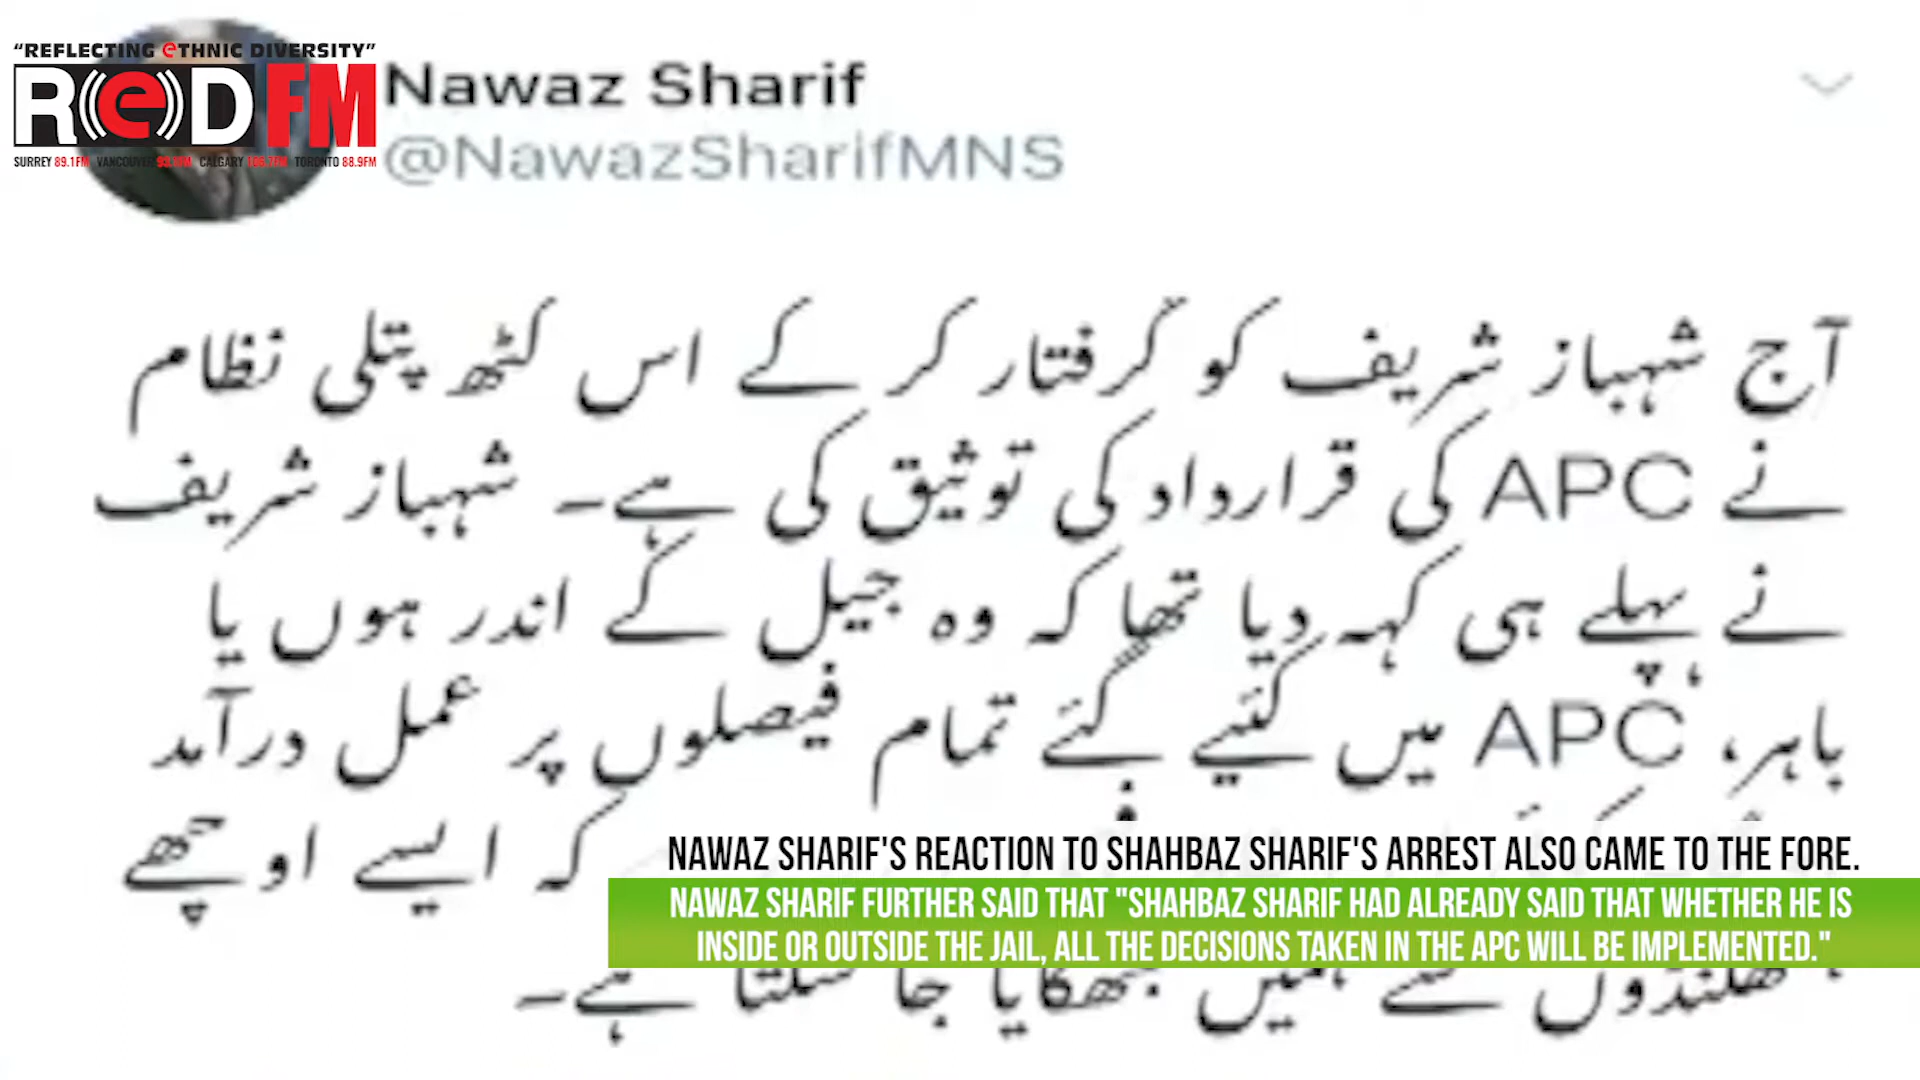 "REFLECTING eTHNIC DIVERSITY"
ReD FM
SURREY 89.1FM VANCOUVER 93.1FM CALGARY 106.7FM TORONTO 88.9FM
Nawaz Sharif
@NawazSharifMNS
آج شہباز شریف کو گرفتار کر کے اس کٹھ پتلی نظام
نے APC کی قرارداد کی توثیق کی ہے۔ شہباز شریف
نے پہلے ہی کہہ دیا تھا کہ وہ جیل کے اندر ہوں یا
باہر، APC میں کئیے گئے تمام فیصلوں پر عمل درآمد
کہ ایسے اوچھے
NAWAZ SHARIF'S REACTION TO SHAHBAZ SHARIF'S ARREST ALSO CAME TO THE FORE.
NAWAZ SHARIF FURTHER SAID THAT "SHAHBAZ SHARIF HAD ALREADY SAID THAT WHETHER HE IS
INSIDE OR OUTSIDE THE JAIL, ALL THE DECISIONS TAKEN IN THE APC WILL BE IMPLEMENTED."
ہتھکنڈوں سے ہمیں جھکایا جا سکتا ہے۔